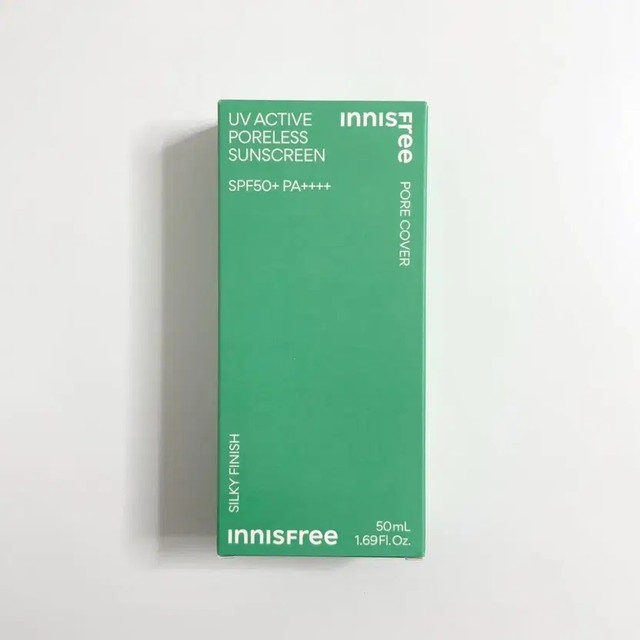 UV ACTIVE
PORELESS
SUNSCREEN
SPF50+ PA++++
INNISFree
PORE COVER
SILKY FINISH
INNISFree
50mL
1.69Fl.Oz.